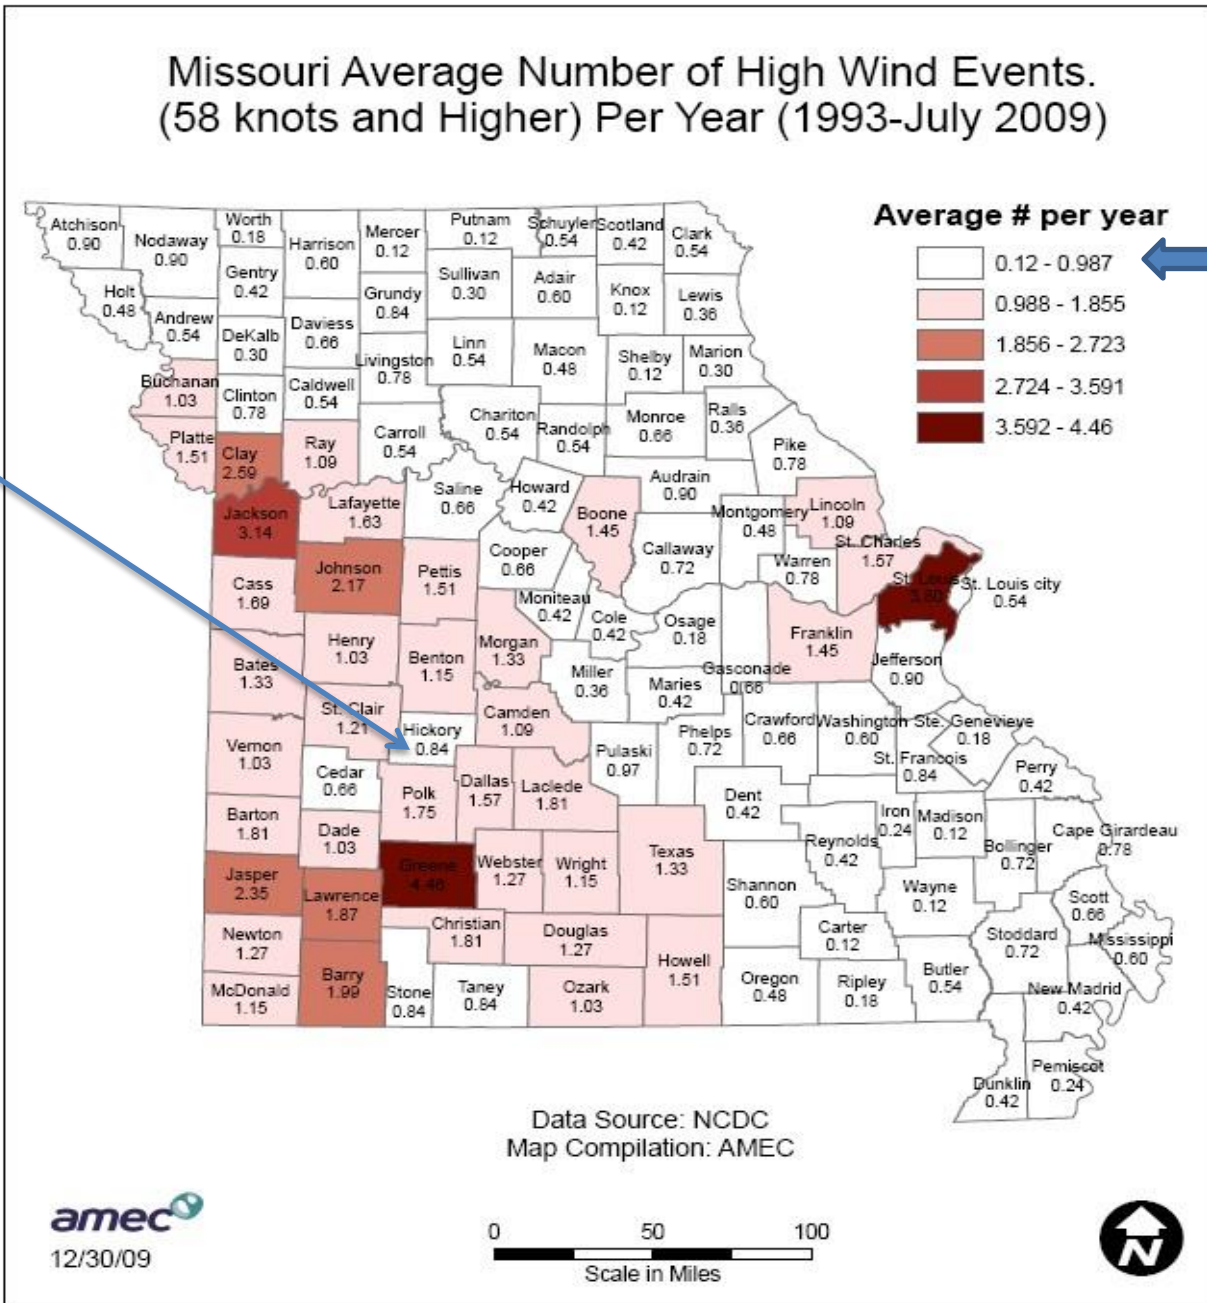 Missouri Average Number of High Wind Events.
(58 knots and Higher) Per Year (1993-July 2009)
Average # per year
0.12 - 0.987
0.988 - 1.855
1.856 - 2.723
2.724 - 3.591
3.592 - 4.46
Atchison
0.90
Nodaway
0.90
Worth
0.18
Harrison
0.60
Mercer
0.12
Putnam
0.12
Schuyler
0.54
Scotland
0.42
Clark
0.54
Holt
0.48
Gentry
0.42
Grundy
0.84
Sullivan
0.30
Adair
0.60
Knox
0.12
Lewis
0.36
Andrew
0.54
DeKalb
0.30
Daviess
0.66
Livingston
0.78
Linn
0.54
Macon
0.48
Shelby
0.12
Marion
0.30
Buchanan
1.03
Clinton
0.78
Caldwell
0.54
Carroll
0.54
Chariton
0.54
Randolph
0.54
Monroe
0.66
Ralls
0.36
Pike
0.78
Platte
1.51
Clay
2.59
Ray
1.09
Saline
0.66
Howard
0.42
Boone
1.45
Audrain
0.90
Montgomery
0.48
Lincoln
1.09
Jackson
3.14
Lafayette
1.63
Cooper
0.66
Callaway
0.72
Warren
0.78
St. Charles
1.57
St. Louis
St. Louis city
0.54
Cass
1.69
Johnson
2.17
Pettis
1.51
Moniteau
0.42
Cole
0.42
Osage
0.18
Gasconade
0.66
Franklin
1.45
Jefferson
0.90
Bates
1.33
Henry
1.03
Benton
1.15
Morgan
1.33
Miller
0.36
Maries
0.42
St. Clair
1.21
Hickory
0.84
Camden
1.09
Pulaski
0.97
Phelps
0.72
Crawford
0.66
Washington
0.60
Ste. Genevieve
0.18
St. Francois
0.84
Perry
0.42
Vernon
1.03
Cedar
0.66
Polk
1.75
Dallas
1.57
Laclede
1.81
Dent
0.42
Iron
0.24
Madison
0.12
Bollinger
0.72
Cape Girardeau
0.78
Barton
1.81
Dade
1.03
Greene
4.46
Webster
1.27
Wright
1.15
Texas
1.33
Reynolds
0.42
Shannon
0.60
Wayne
0.12
Scott
0.66
Jasper
2.35
Lawrence
1.87
Christian
1.81
Douglas
1.27
Howell
1.51
Carter
0.12
Stoddard
0.72
Mississippi
0.60
Newton
1.27
McDonald
1.15
Barry
1.99
Stone
0.84
Taney
0.84
Ozark
1.03
Oregon
0.48
Ripley
0.18
Butler
0.54
New Madrid
0.42
Dunklin
0.42
Pemiscot
0.24
Data Source: NCDC
Map Compilation: AMEC
amec
12/30/09
0 50 100
Scale in Miles
N